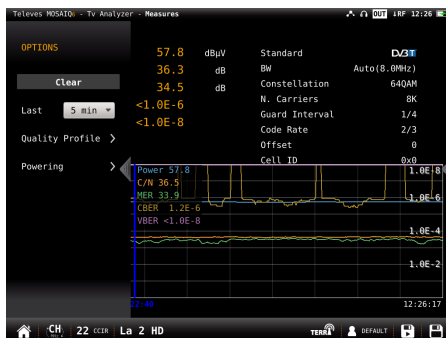 Televes MOSAIQ6 - Tv Analyzer - Measures OUT ↓RF 12:26
OPTIONS
Clear
Last 5 min
Quality Profile >
Powering >
57.8 dBµV
36.3 dB
34.5 dB
<1.0E-6
<1.0E-8
Standard DVB T
BW Auto(8.0MHz)
Constellation 64QAM
N. Carriers 8K
Guard Interval 1/4
Code Rate 2/3
Offset 0
Cell ID 0x0
Power 57.8
C/N 36.5
MER 33.9
CBER 1.2E-6
VBER <1.0E-8
1.0E-8
1.0E-6
1.0E-4
1.0E-2
12:26:17
CH 22 CCIR La 2 HD TERR DEFAULT